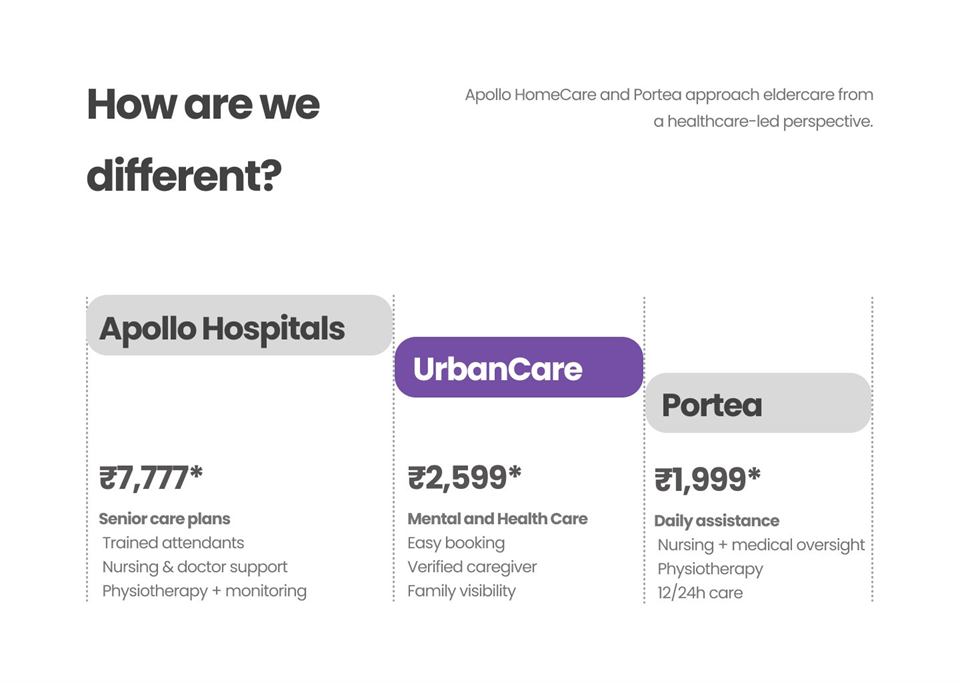 How are we
different?
Apollo HomeCare and Portea approach eldercare from
a healthcare-led perspective.
Apollo Hospitals
₹7,777*
Senior care plans
Trained attendants
Nursing & doctor support
Physiotherapy + monitoring
UrbanCare
₹2,599*
Mental and Health Care
Easy booking
Verified caregiver
Family visibility
Portea
₹1,999*
Daily assistance
Nursing + medical oversight
Physiotherapy
12/24h care